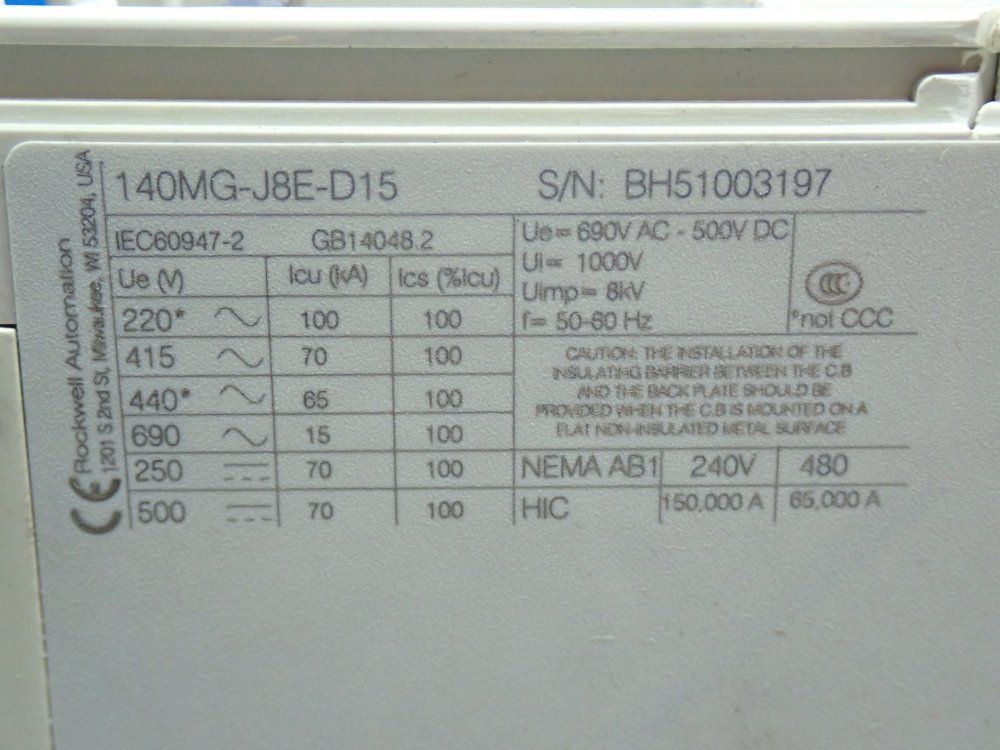 Rockwell Automation
1201 S 2nd St, Milwaukee, WI 53204, USA
CE
140MG-J8E-D15 S/N: BH51003197
IEC60947-2 GB14048.2
Ue (V) Icu (kA) Ics (%Icu)
220* 100 100
415 70 100
440* 65 100
690 15 100
250 70 100
500 70 100
Ue= 690V AC - 500V DC
Ui= 1000V
Uimp= 8kV
f= 50-60 Hz
CCC
*not CCC
CAUTION: THE INSTALLATION OF THE
INSULATING BARRIER BETWEEN THE C.B
AND THE BACK PLATE SHOULD BE
PROVIDED WHEN THE C.B IS MOUNTED ON A
FLAT NON-INSULATED METAL SURFACE
NEMA AB1 240V 480
HIC 150,000 A 65,000 A